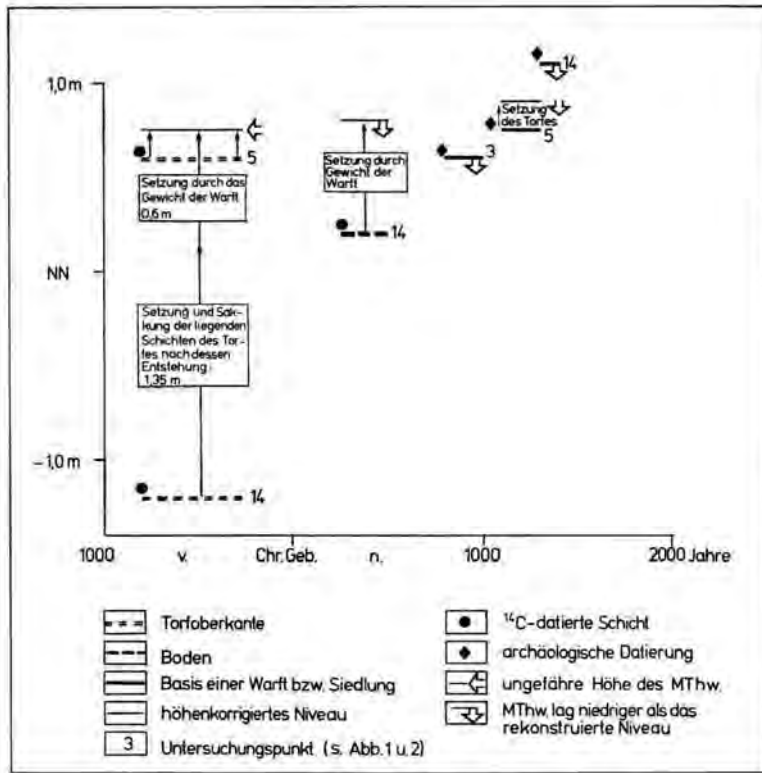 1,0m
14
Setzung
des Torfes
5
5
3
Setzung durch das
Gewicht der Warft
0,6 m
Setzung durch
Gewicht der
Warft
14
NN
Setzung und Sak-
kung der liegenden
Schichten des Tor-
fes nach dessen
Entstehung:
1,35 m
-1,0m
14
1000 v. Chr. Geb. n. 1000 2000 Jahre
Torfoberkante
Boden
Basis einer Warft bzw. Siedlung
höhenkorrigiertes Niveau
3 Untersuchungspunkt (s. Abb. 1 u. 2)
14C-datierte Schicht
archäologische Datierung
ungefähre Höhe des MThw.
MThw. lag niedriger als das
rekonstruierte Niveau